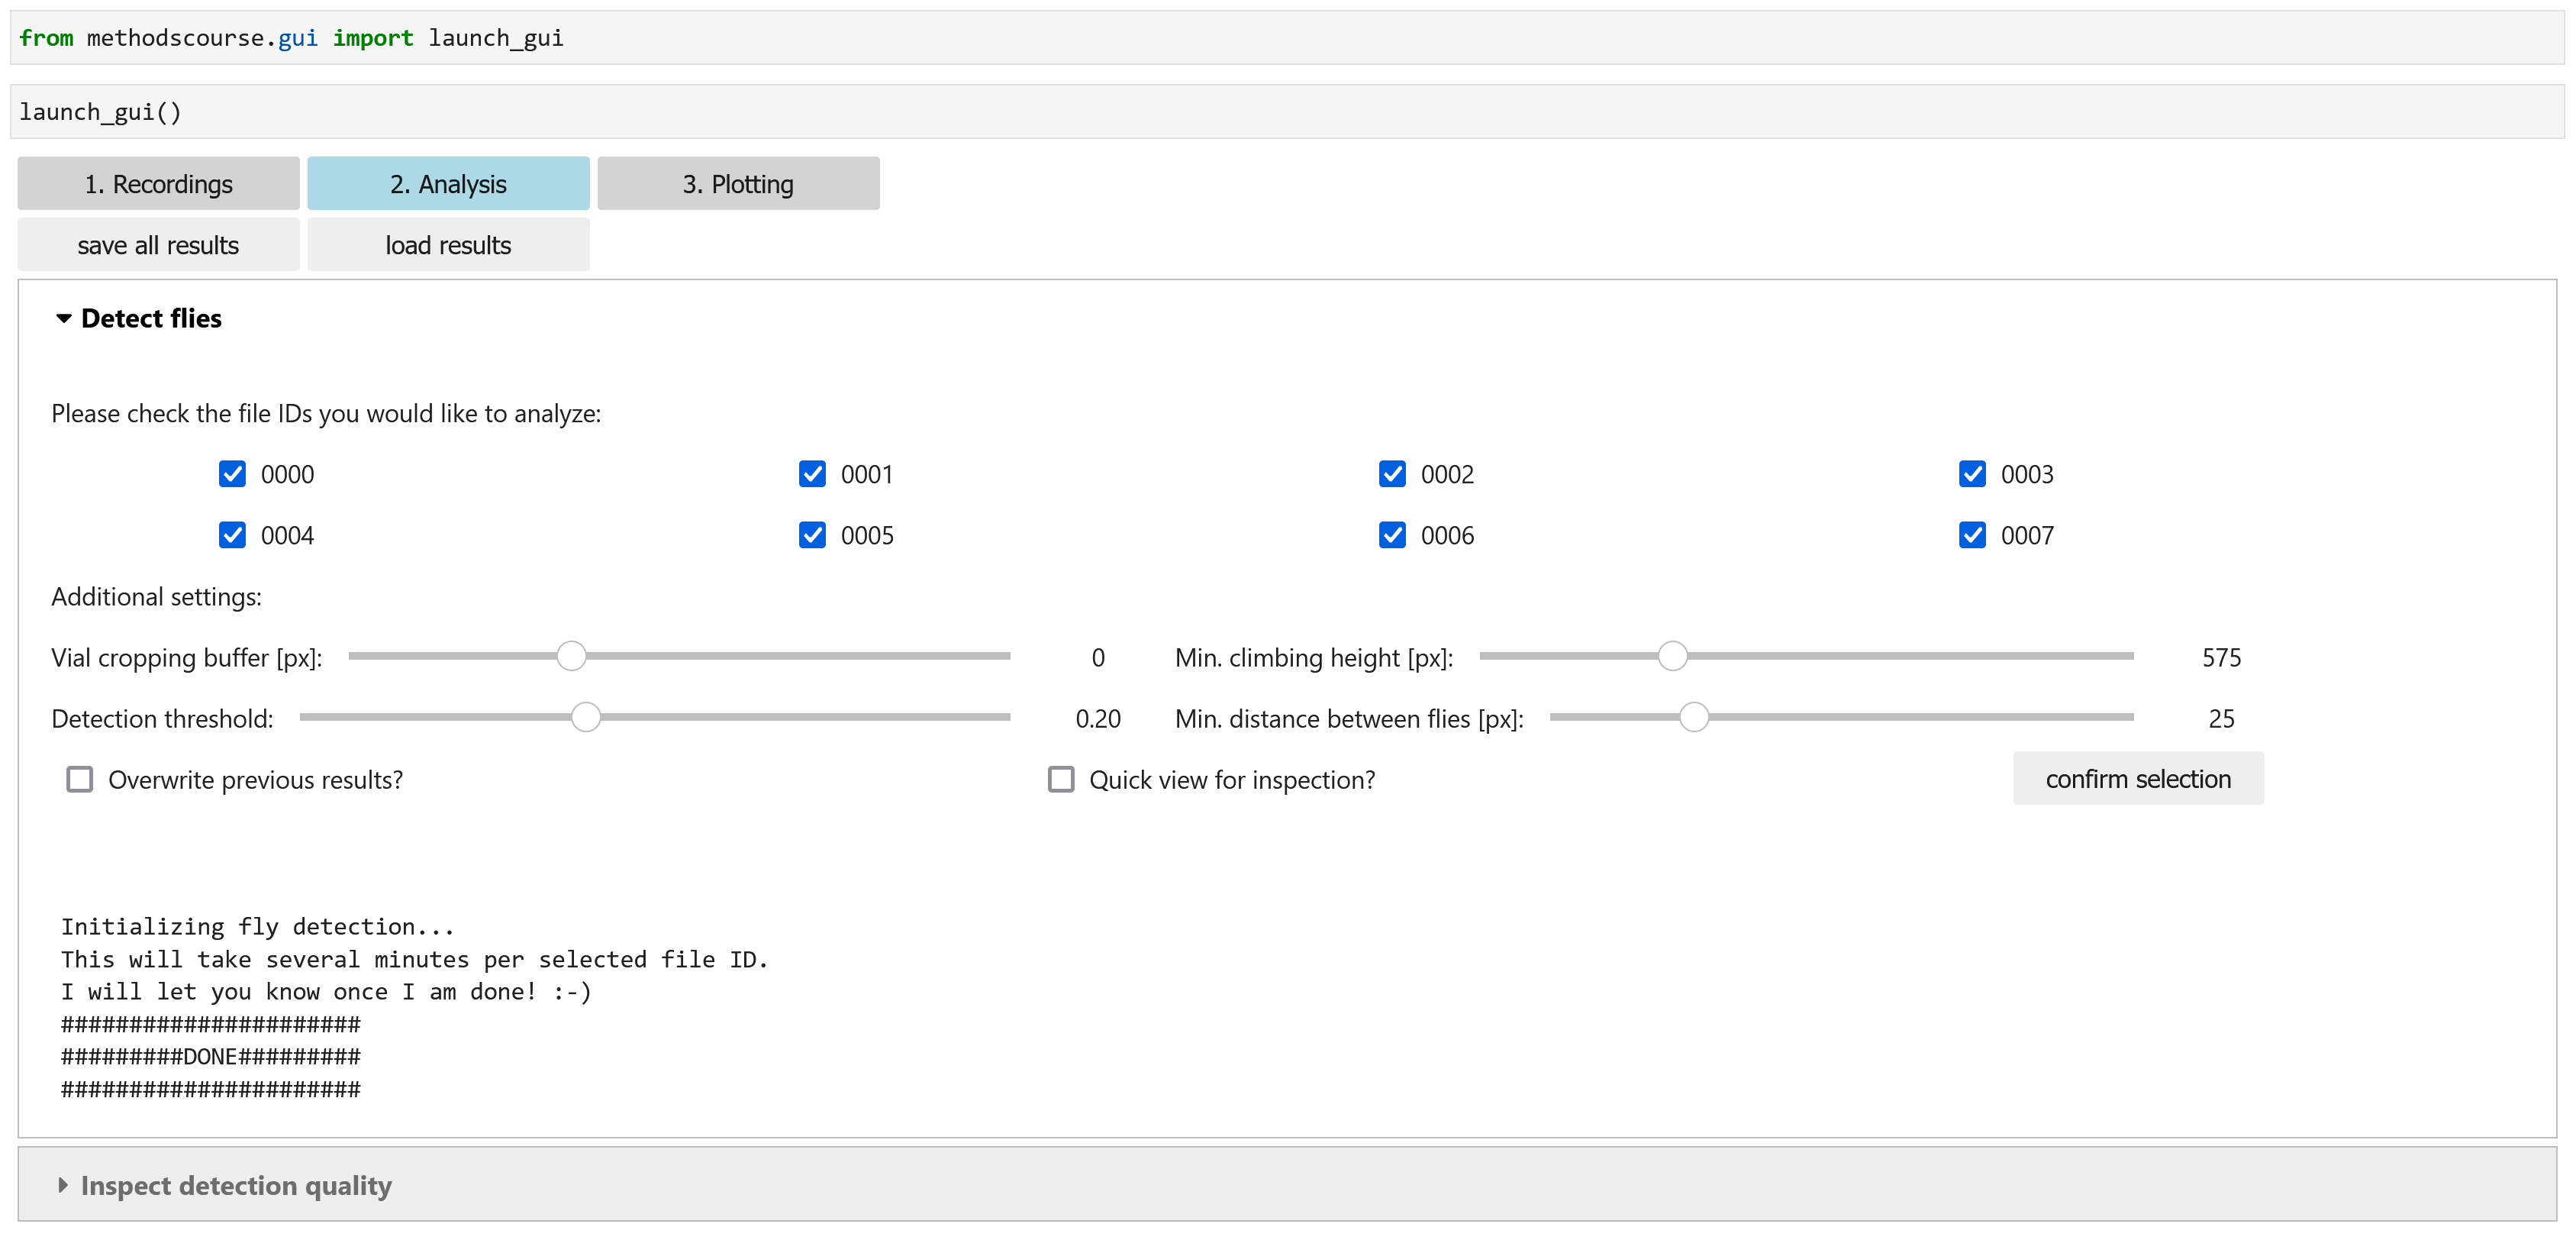 from methodscourse.gui import launch_gui
launch_gui()
1. Recordings 2. Analysis 3. Plotting
save all results load results
Detect flies
Please check the file IDs you would like to analyze:
0000 0001 0002 0003
0004 0005 0006 0007
Additional settings:
Vial cropping buffer [px]: 0 Min. climbing height [px]: 575
Detection threshold: 0.20 Min. distance between flies [px]: 25
Overwrite previous results? Quick view for inspection? confirm selection
Initializing fly detection...
This will take several minutes per selected file ID.
I will let you know once I am done! :-)
######################
#########DONE#########
######################
Inspect detection quality